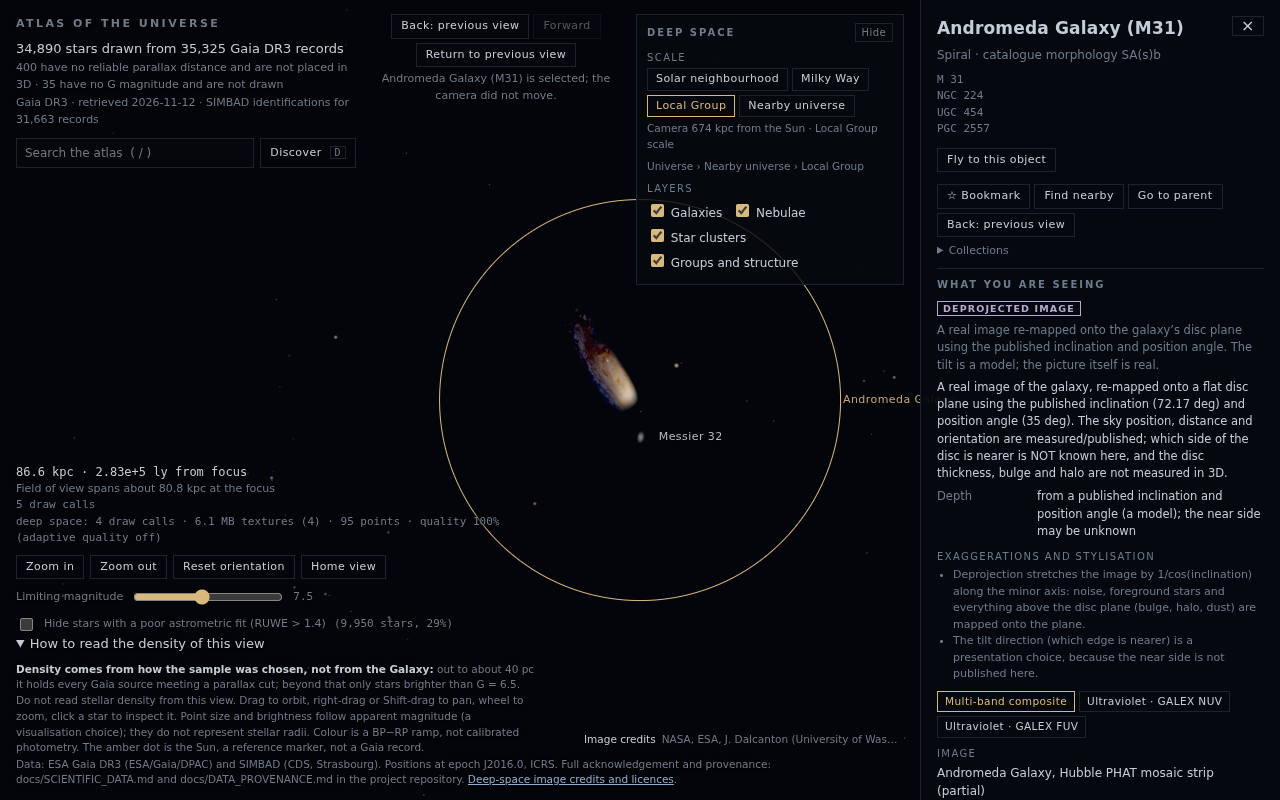 ATLAS OF THE UNIVERSE
34,890 stars drawn from 35,325 Gaia DR3 records
400 have no reliable parallax distance and are not placed in
3D · 35 have no G magnitude and are not drawn
Gaia DR3 · retrieved 2026-11-12 · SIMBAD identifications for
31,663 records
Search the atlas ( / )
Discover D
Back: previous view
Forward
Return to previous view
Andromeda Galaxy (M31) is selected; the
camera did not move.
DEEP SPACE
Hide
SCALE
Solar neighbourhood
Milky Way
Local Group
Nearby universe
Camera 674 kpc from the Sun · Local Group
scale
Universe › Nearby universe › Local Group
LAYERS
Galaxies
Nebulae
Star clusters
Groups and structure
Messier 32
86.6 kpc · 2.83e+5 ly from focus
Field of view spans about 80.8 kpc at the focus
5 draw calls
deep space: 4 draw calls · 6.1 MB textures (4) · 95 points · quality 100%
(adaptive quality off)
Zoom in
Zoom out
Reset orientation
Home view
Limiting magnitude
7.5
Hide stars with a poor astrometric fit (RUWE > 1.4) (9,950 stars, 29%)
▼ How to read the density of this view
Density comes from how the sample was chosen, not from the Galaxy: out to about 40 pc
it holds every Gaia source meeting a parallax cut; beyond that only stars brighter than G = 6.5.
Do not read stellar density from this view. Drag to orbit, right-drag or Shift-drag to pan, wheel to
zoom, click a star to inspect it. Point size and brightness follow apparent magnitude (a
visualisation choice); they do not represent stellar radii. Colour is a BP−RP ramp, not calibrated
photometry. The amber dot is the Sun, a reference marker, not a Gaia record.
Data: ESA Gaia DR3 (ESA/Gaia/DPAC) and SIMBAD (CDS, Strasbourg). Positions at epoch J2016.0, ICRS. Full acknowledgement and provenance:
docs/SCIENTIFIC_DATA.md and docs/DATA_PROVENANCE.md in the project repository. Deep-space image credits and licences.
Image credits NASA, ESA, J. Dalcanton (University of Was…
Andromeda G
Andromeda Galaxy (M31)
×
Spiral · catalogue morphology SA(s)b
M 31
NGC 224
UGC 454
PGC 2557
Fly to this object
☆ Bookmark
Find nearby
Go to parent
Back: previous view
▶ Collections
WHAT YOU ARE SEEING
DEPROJECTED IMAGE
A real image re-mapped onto the galaxy’s disc plane
using the published inclination and position angle. The
tilt is a model; the picture itself is real.
A real image of the galaxy, re-mapped onto a flat disc
plane using the published inclination (72.17 deg) and
position angle (35 deg). The sky position, distance and
orientation are measured/published; which side of the
disc is nearer is NOT known here, and the disc
thickness, bulge and halo are not measured in 3D.
Depth
from a published inclination and
position angle (a model); the near side
may be unknown
EXAGGERATIONS AND STYLISATION
• Deprojection stretches the image by 1/cos(inclination)
along the minor axis: noise, foreground stars and
everything above the disc plane (bulge, halo, dust) are
mapped onto the plane.
• The tilt direction (which edge is nearer) is a
presentation choice, because the near side is not
published here.
Multi-band composite
Ultraviolet · GALEX NUV
Ultraviolet · GALEX FUV
IMAGE
Andromeda Galaxy, Hubble PHAT mosaic strip
(partial)